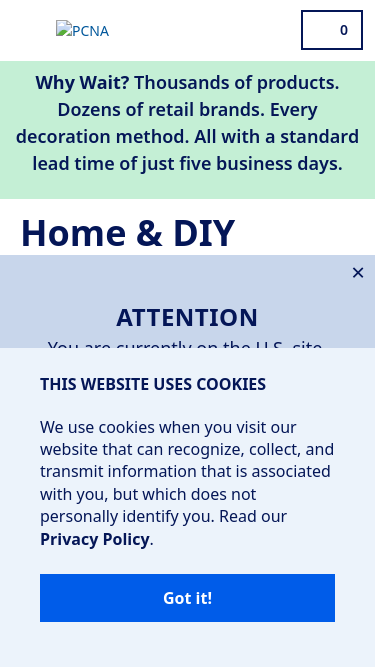 PCNA
0
Why Wait? Thousands of products.
Dozens of retail brands. Every
decoration method. All with a standard
lead time of just five business days.
Home & DIY
×
ATTENTION
You are currently on the U.S. site.
THIS WEBSITE USES COOKIES
We use cookies when you visit our
website that can recognize, collect, and
transmit information that is associated
with you, but which does not
personally identify you. Read our
Privacy Policy.
Got it!